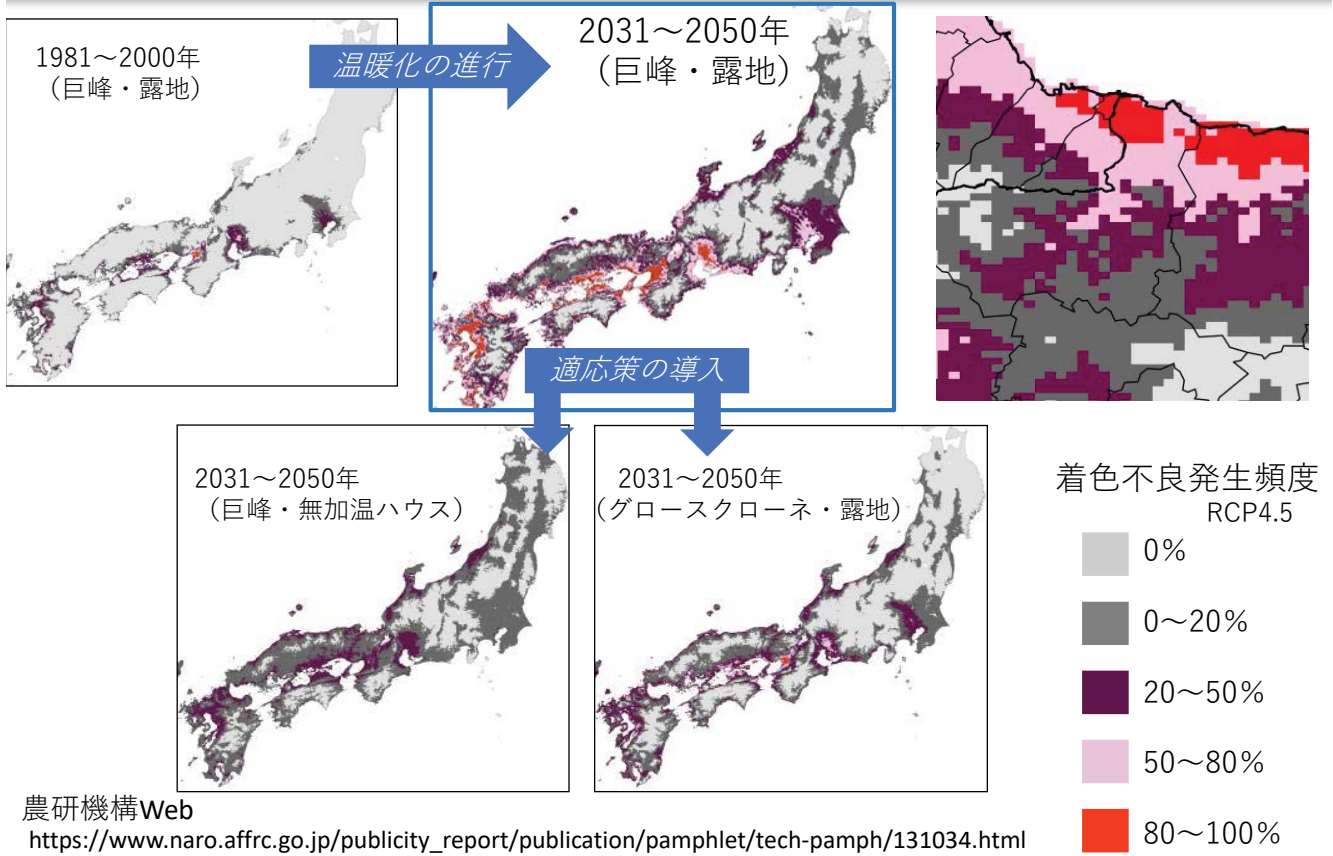 1981～2000年
（巨峰・露地）
温暖化の進行
2031～2050年
（巨峰・露地）
適応策の導入
2031～2050年
（巨峰・無加温ハウス）
2031～2050年
（グロースクローネ・露地）
着色不良発生頻度
RCP4.5
0%
0～20%
20～50%
50～80%
80～100%
農研機構Web
https://www.naro.affrc.go.jp/publicity_report/publication/pamphlet/tech-pamph/131034.html